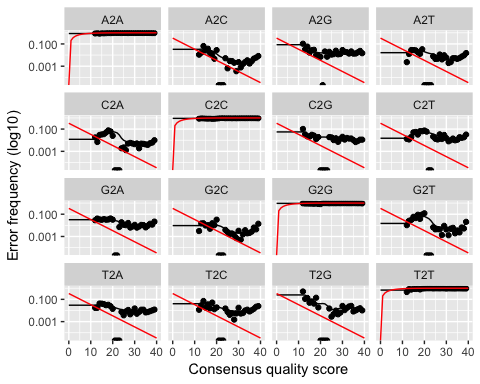 A2A A2C A2G A2T
0.100
0.001
C2A C2C C2G C2T
0.100
0.001
G2A G2C G2G G2T
0.100
0.001
T2A T2C T2G T2T
0.100
0.001
0 10 20 30 40 0 10 20 30 40 0 10 20 30 40 0 10 20 30 40
Consensus quality score
Error frequency (log10)